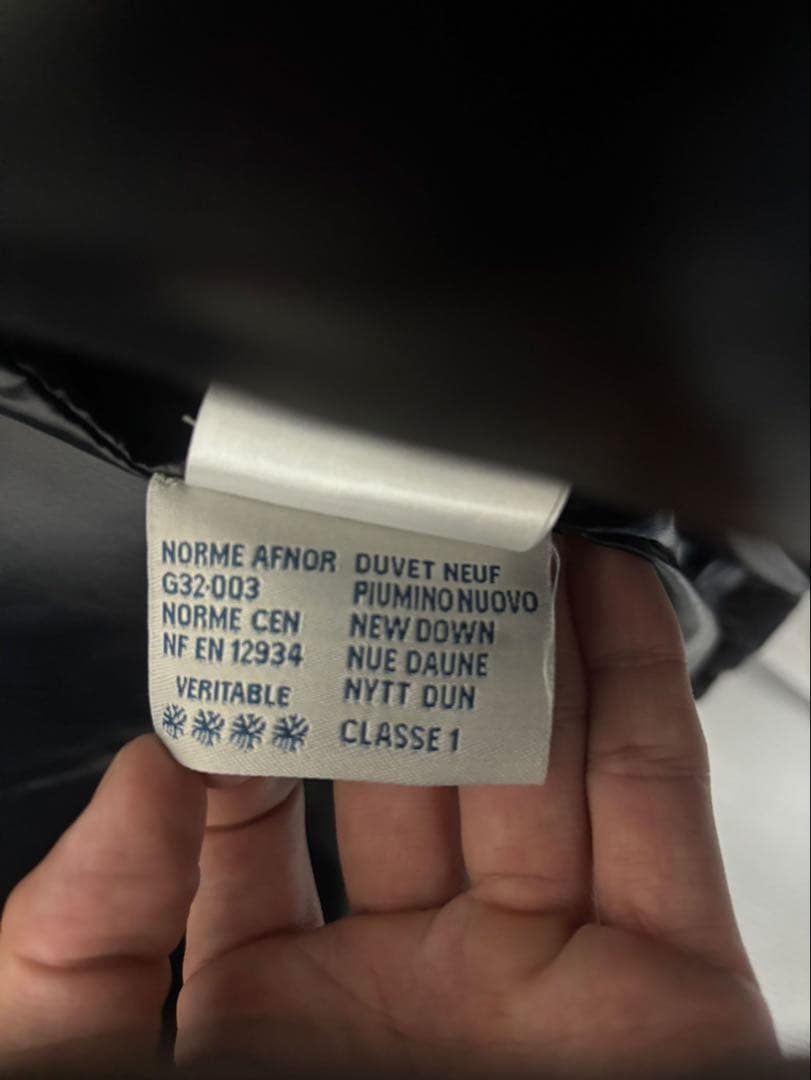 NORME AFNOR
G32-003
NORME CEN
NF EN 12934
VERITABLE
DUVET NEUF
PIUMINO NUOVO
NEW DOWN
NUE DAUNE
NYTT DUN
CLASSE 1